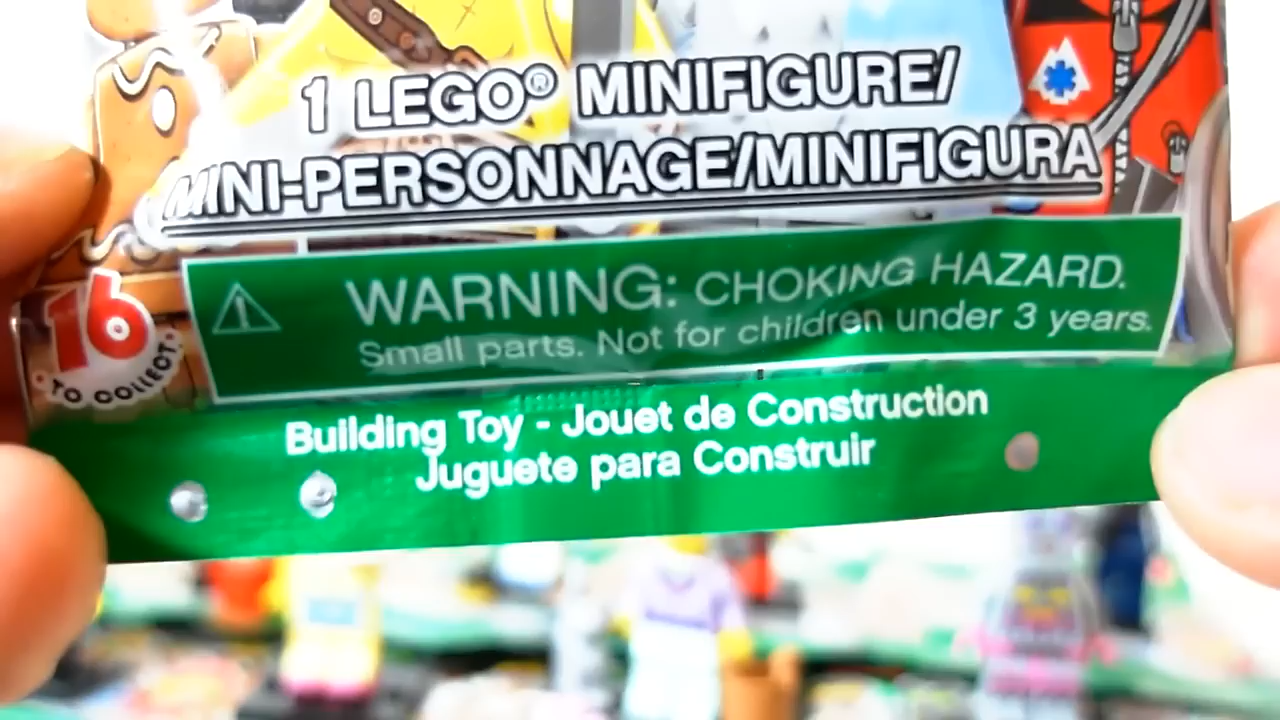 1 LEGO® MINIFIGURE/
MINI-PERSONNAGE/MINIFIGURA
WARNING: CHOKING HAZARD.
Small parts. Not for children under 3 years.
16
TO COLLECT
Building Toy - Jouet de Construction
Juguete para Construir